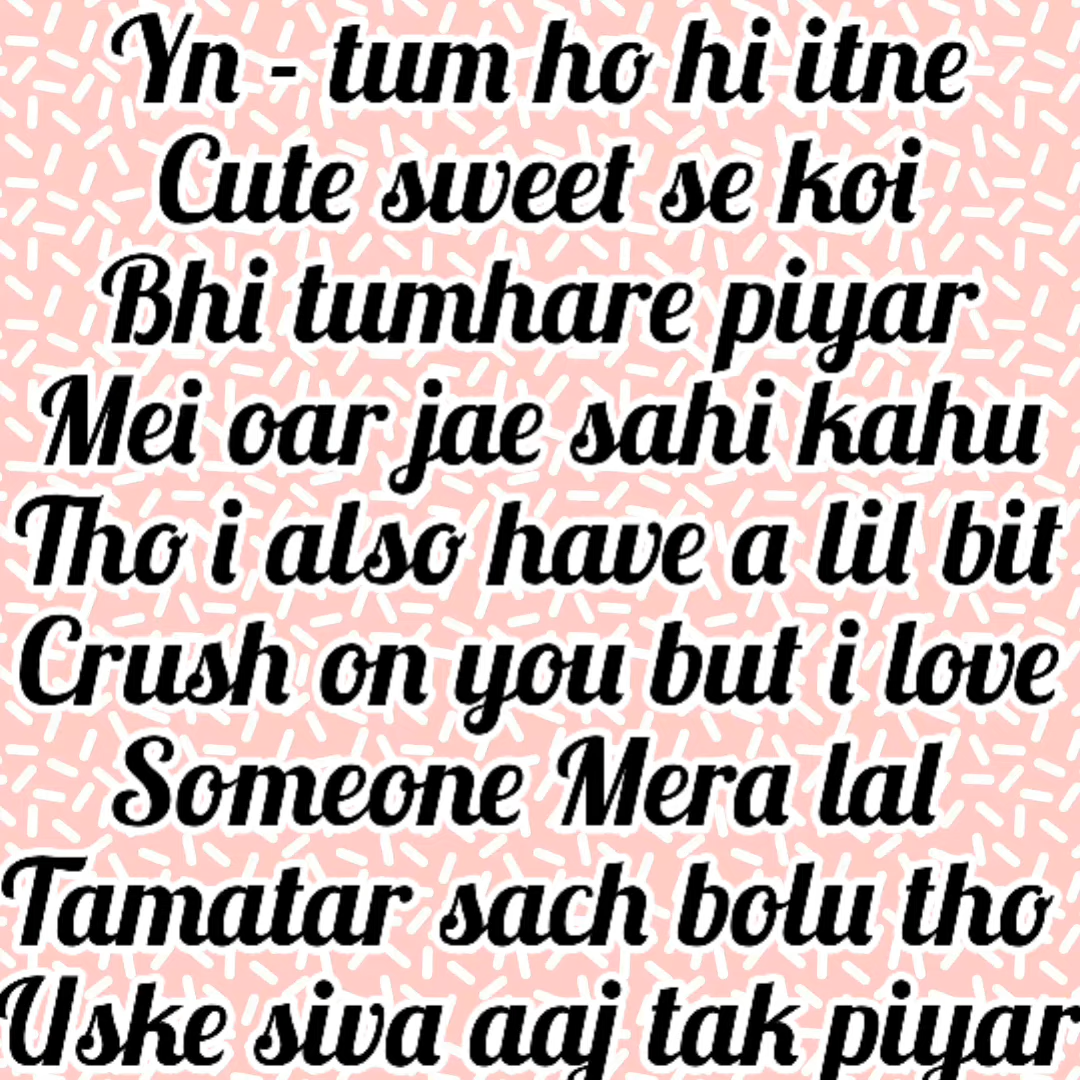 Yn - tum ho hi itne
Cute sweet se koi
Bhi tumhare piyar
Mei oar jae sahi kahu
Tho i also have a lil bit
Crush on you but i love
Someone Mera lal
Tamatar sach bolu tho
Uske siva aaj tak piyar